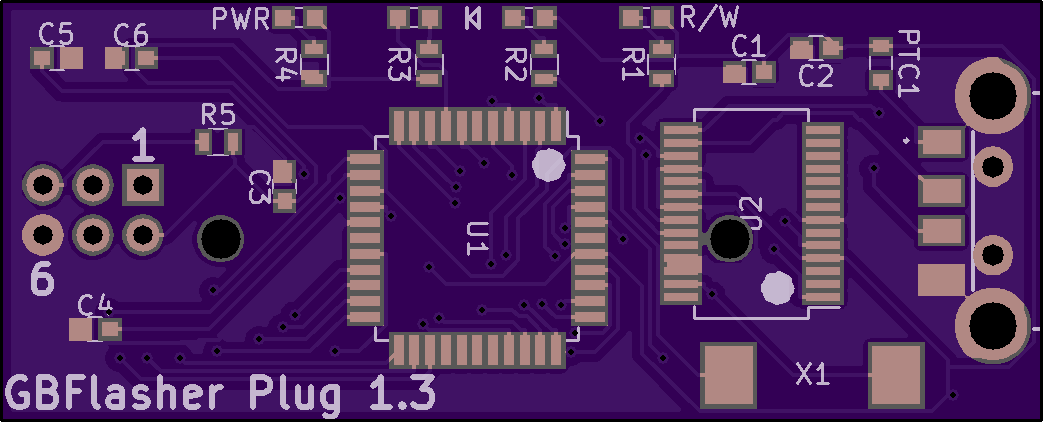 PWR
R/W
C5
C6
R4
R3
R2
R1
C1
C2
PTC1
R5
1
C3
U1
U2
6
C4
X1
GBFlasher Plug 1.3